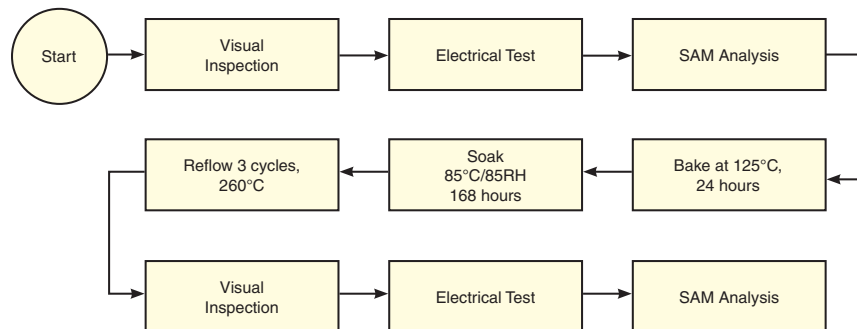 Start
Visual
Inspection
Electrical Test
SAM Analysis
Bake at 125°C,
24 hours
Soak
85°C/85RH
168 hours
Reflow 3 cycles,
260°C
Visual
Inspection
Electrical Test
SAM Analysis